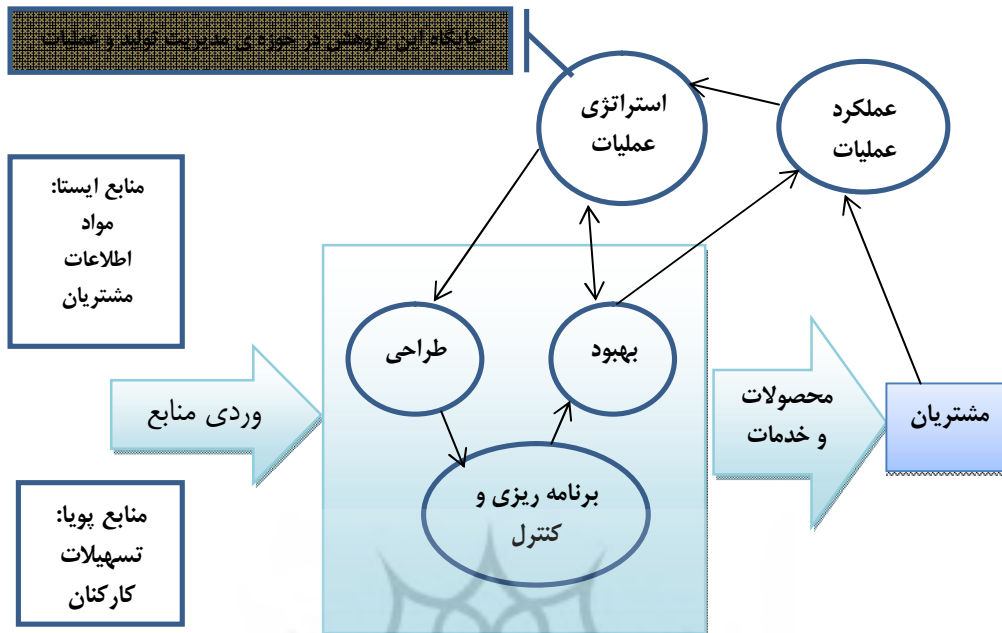 جایگاه این پژوهش در حوزه ی مدیریت تولید و عملیات
استراتژی
عملیات
عملکرد
عملیات
منابع ایستا:
مواد
اطلاعات
مشتریان
طراحی
بهبود
وردی منابع
محصولات
و خدمات
مشتریان
برنامه ریزی و
کنترل
منابع پویا:
تسهیلات
کارکنان